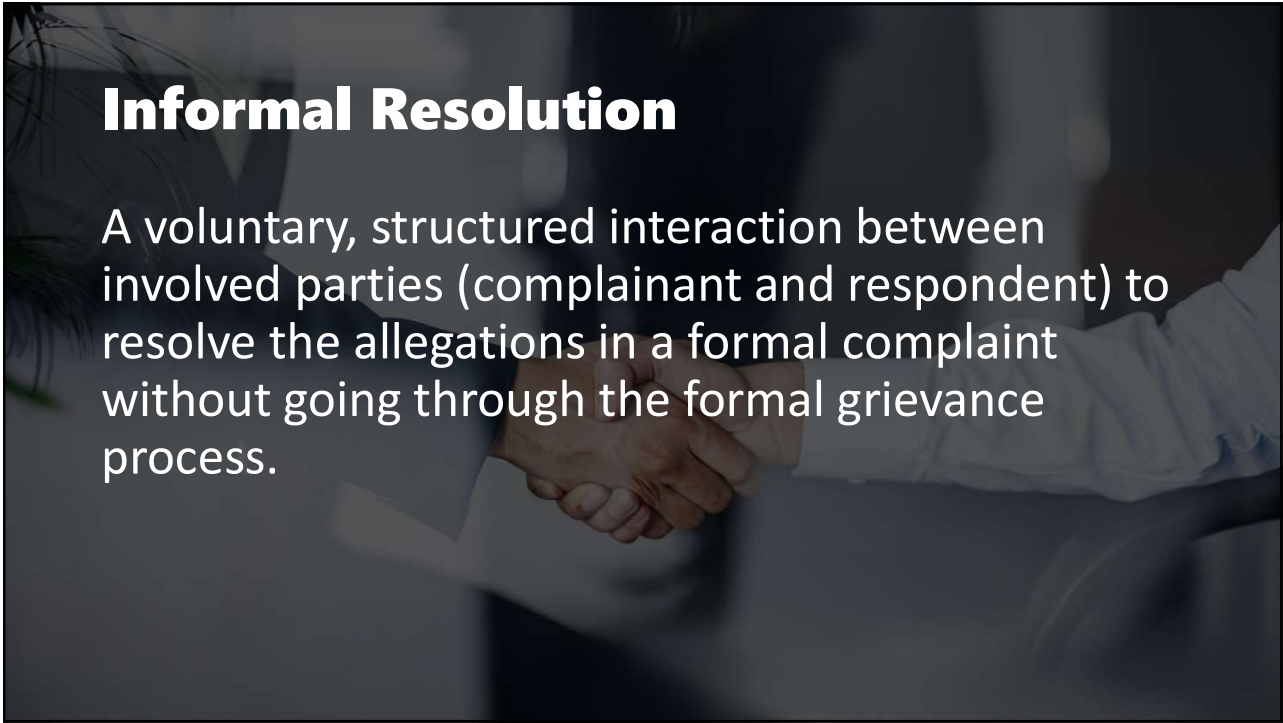 Informal Resolution
A voluntary, structured interaction between
involved parties (complainant and respondent) to
resolve the allegations in a formal complaint
without going through the formal grievance
process.